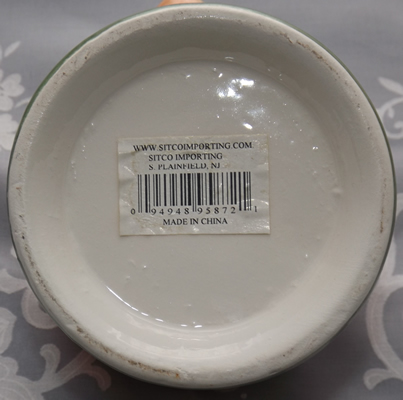 WWW.SITCOIMPORTING.COM
SITCO IMPORTING
S. PLAINFIELD, NJ
0 94948 95872 1
MADE IN CHINA